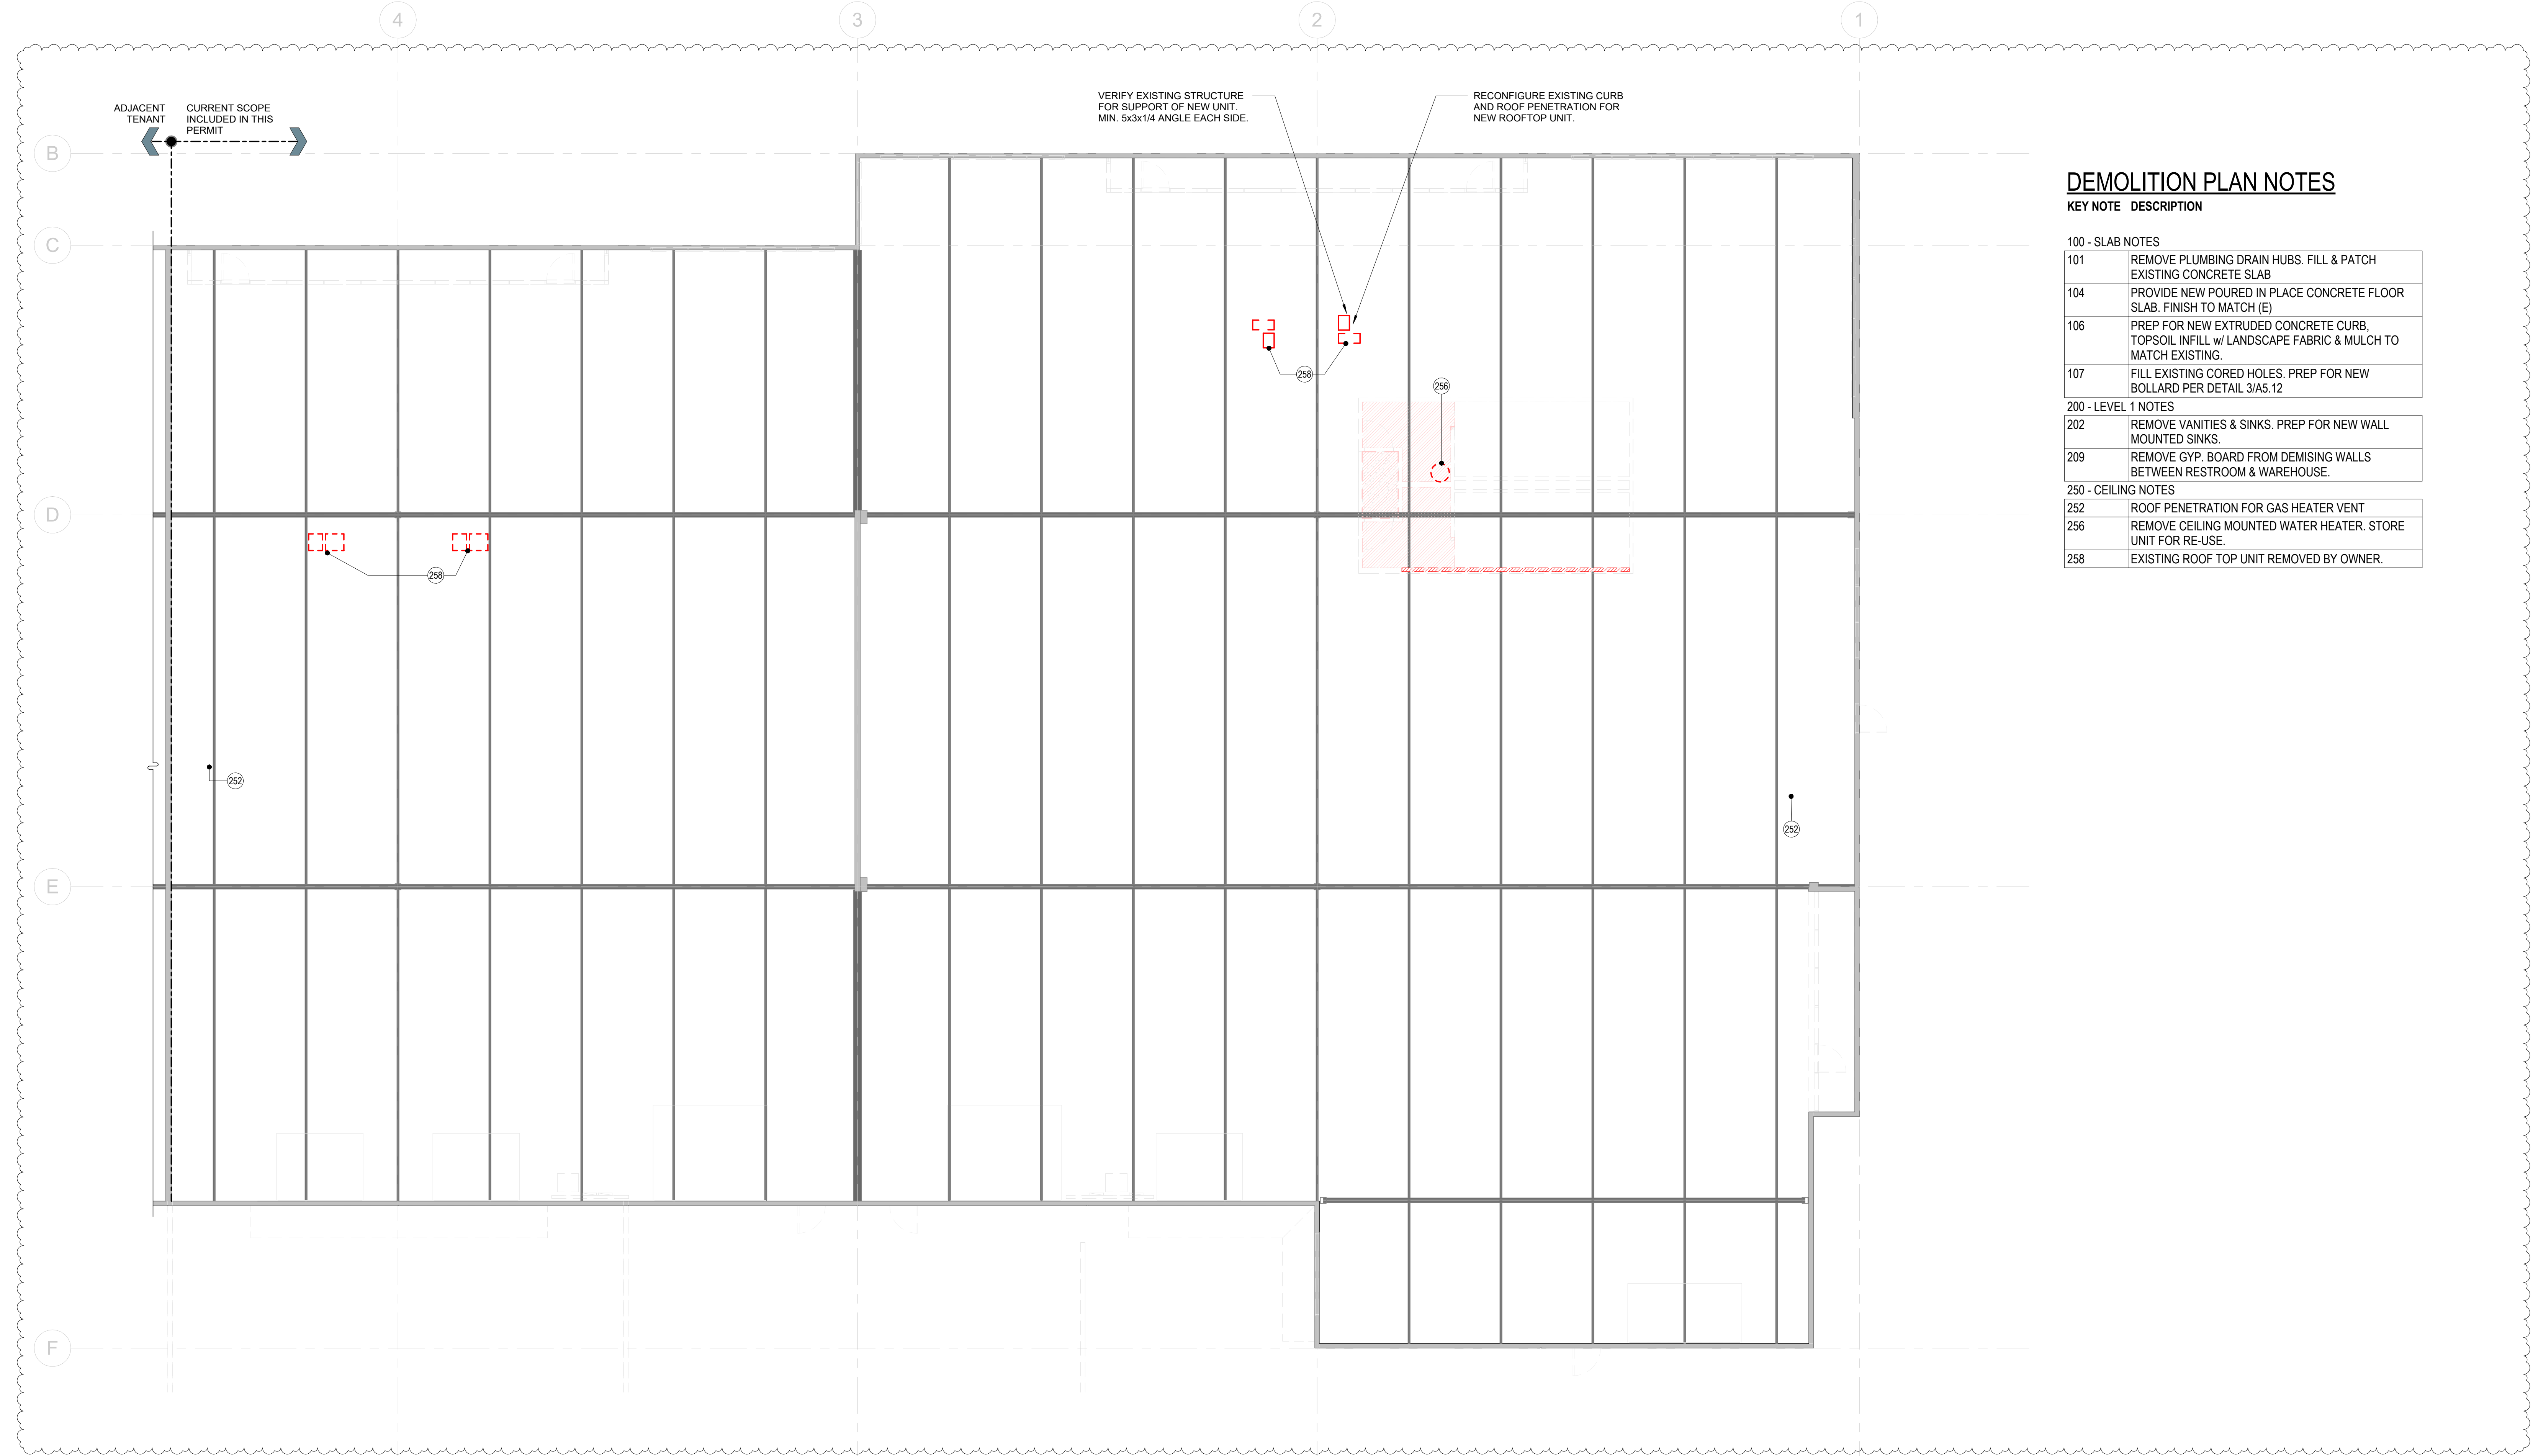 4
3
2
1
ADJACENT
TENANT
CURRENT SCOPE
INCLUDED IN THIS
PERMIT
VERIFY EXISTING STRUCTURE
FOR SUPPORT OF NEW UNIT.
MIN. 5x3x1/4 ANGLE EACH SIDE.
RECONFIGURE EXISTING CURB
AND ROOF PENETRATION FOR
NEW ROOFTOP UNIT.
B
C
D
E
F
258
256
258
252
252
DEMOLITION PLAN NOTES
KEY NOTE DESCRIPTION
100 - SLAB NOTES
101 REMOVE PLUMBING DRAIN HUBS. FILL & PATCH
EXISTING CONCRETE SLAB
104 PROVIDE NEW POURED IN PLACE CONCRETE FLOOR
SLAB. FINISH TO MATCH (E)
106 PREP FOR NEW EXTRUDED CONCRETE CURB,
TOPSOIL INFILL w/ LANDSCAPE FABRIC & MULCH TO
MATCH EXISTING.
107 FILL EXISTING CORED HOLES. PREP FOR NEW
BOLLARD PER DETAIL 3/A5.12
200 - LEVEL 1 NOTES
202 REMOVE VANITIES & SINKS. PREP FOR NEW WALL
MOUNTED SINKS.
209 REMOVE GYP. BOARD FROM DEMISING WALLS
BETWEEN RESTROOM & WAREHOUSE.
250 - CEILING NOTES
252 ROOF PENETRATION FOR GAS HEATER VENT
256 REMOVE CEILING MOUNTED WATER HEATER. STORE
UNIT FOR RE-USE.
258 EXISTING ROOF TOP UNIT REMOVED BY OWNER.